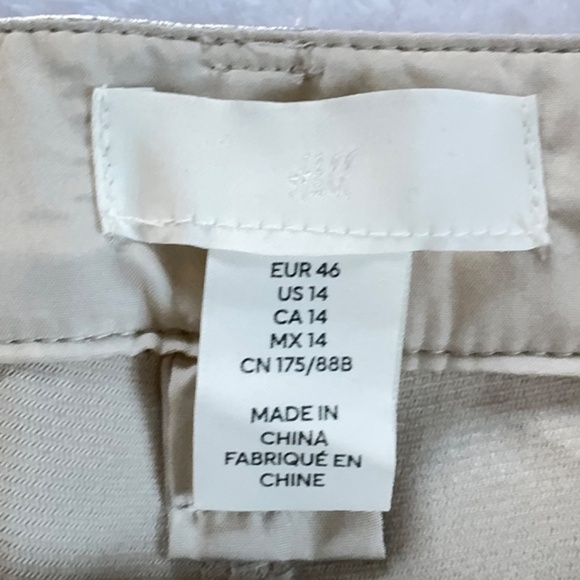 H&M
EUR 46
US 14
CA 14
MX 14
CN 175/88B
MADE IN
CHINA
FABRIQUÉ EN
CHINE